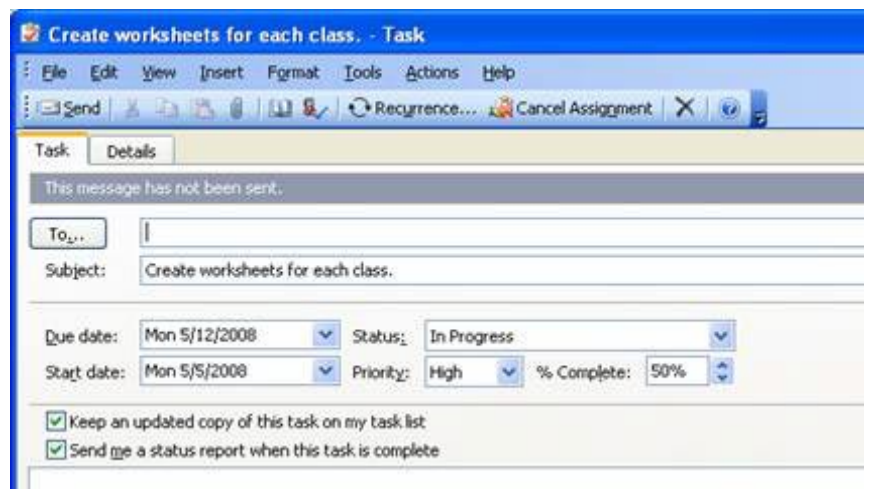 Create worksheets for each class. - Task
File Edit View Insert Format Tools Actions Help
Send Recurrence... Cancel Assignment
Task Details
This message has not been sent.
To...
Subject: Create worksheets for each class.
Due date: Mon 5/12/2008 Status: In Progress
Start date: Mon 5/5/2008 Priority: High % Complete: 50%
Keep an updated copy of this task on my task list
Send me a status report when this task is complete